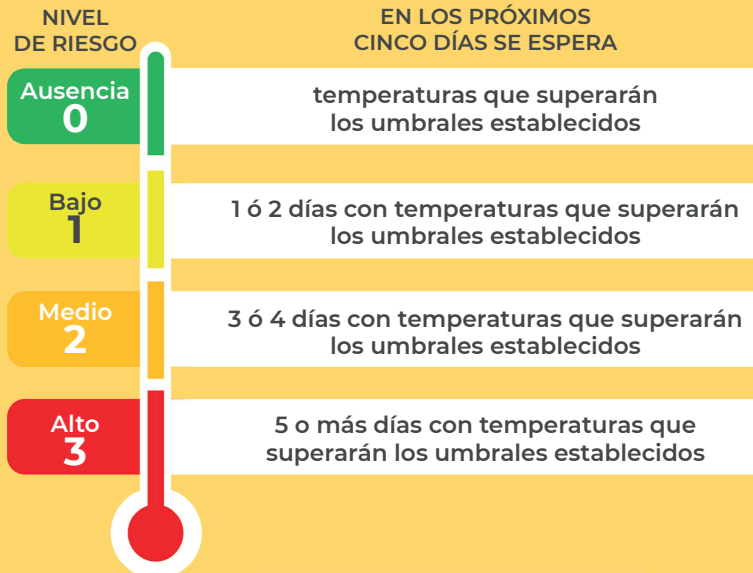 NIVEL
DE RIESGO
EN LOS PRÓXIMOS
CINCO DÍAS SE ESPERA
Ausencia
0
temperaturas que superarán
los umbrales establecidos
Bajo
1
1 ó 2 días con temperaturas que superarán
los umbrales establecidos
Medio
2
3 ó 4 días con temperaturas que superarán
los umbrales establecidos
Alto
3
5 o más días con temperaturas que
superarán los umbrales establecidos